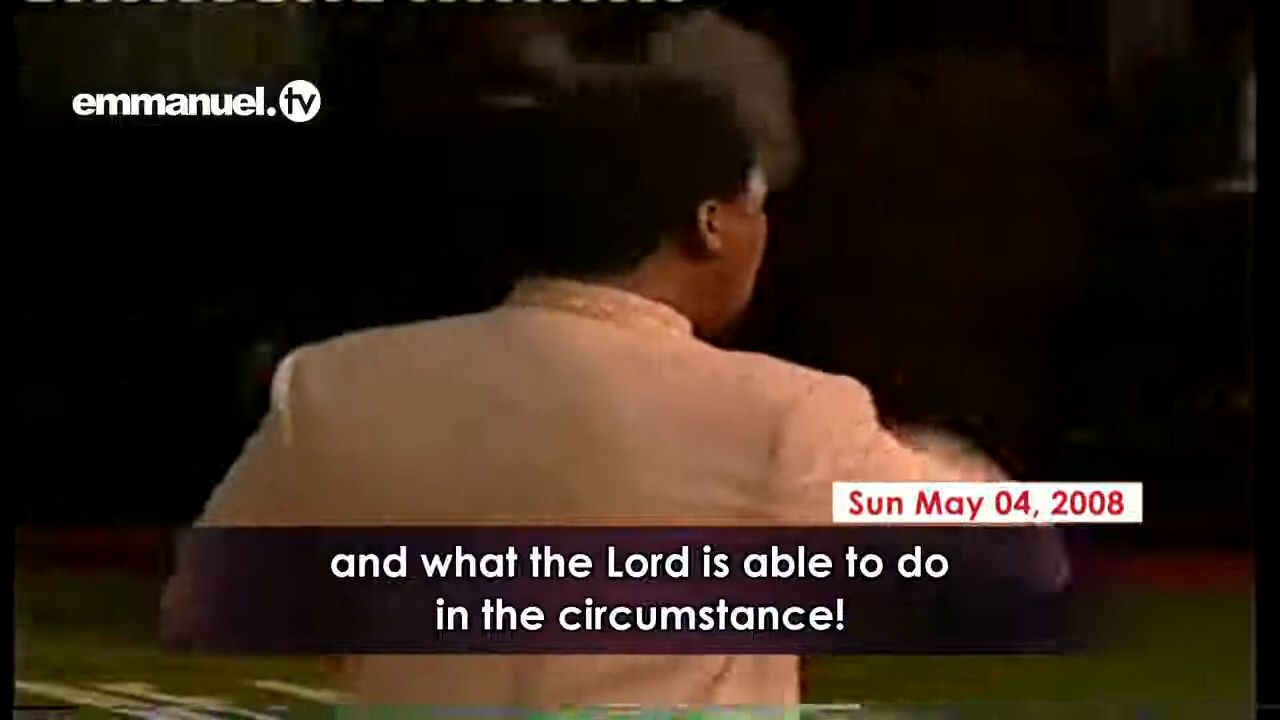 emmanuel.tv
Sun May 04, 2008
and what the Lord is able to do
in the circumstance!